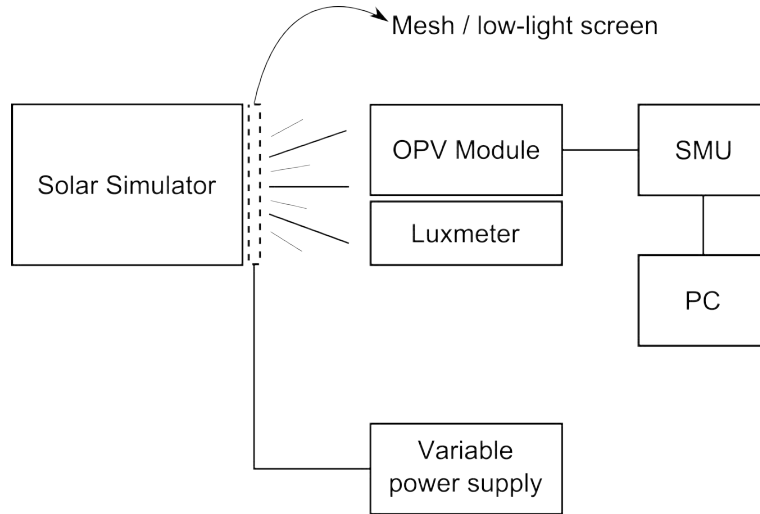 Mesh / low-light screen
Solar Simulator
OPV Module
SMU
Luxmeter
PC
Variable
power supply